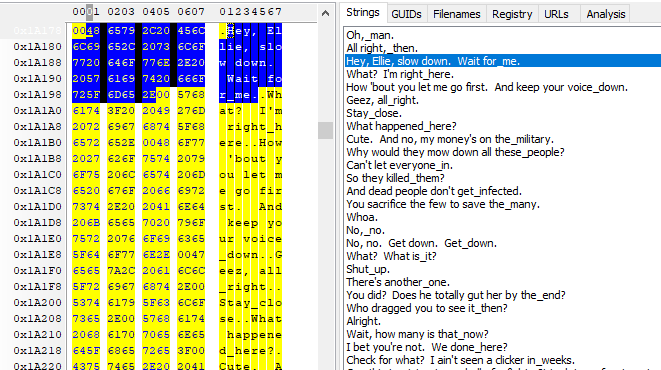 0001 0203 0405 0607 01234567
0x1A178 0048 6579 2C20 456C .Hey, El
0x1A180 6C69 652C 2073 6C6F lie, slo
0x1A188 7720 646F 776E 2E20 w down.
0x1A190 2057 6169 7420 666F Wait fo
0x1A198 725F 6D65 2E00 5768 r_me..Wh
0x1A1A0 6174 3F20 2049 276D at?  I'm
0x1A1A8 2072 6967 6874 5F68 right_h
0x1A1B0 6572 652E 0048 6F77 ere..How
0x1A1B8 2027 626F 7574 2079 'bout y
0x1A1C0 6F75 206C 6574 206D ou let m
0x1A1C8 6520 676F 2066 6972 e go fir
0x1A1D0 7374 2E20 2041 6E64 st.  And
0x1A1D8 206B 6565 7020 796F keep yo
0x1A1E0 7572 2076 6F69 6365 ur voice
0x1A1E8 5F64 6F77 6E2E 0047 _down..G
0x1A1F0 6565 7A2C 2061 6C6C eez, all
0x1A1F8 5F72 6967 6874 2E00 _right..
0x1A200 5374 6179 5F63 6C6F Stay_clo
0x1A208 7365 2E00 5768 6174 se..What
0x1A210 2068 6170 7065 6E65 happene
0x1A218 645F 6865 7265 3F00 d_here?.
0x1A220 4375 7465 2E20 2041 Cute.  A
Strings GUIDs Filenames Registry URLs Analysis
Oh,_man.
All right,_then.
Hey, Ellie, slow down.  Wait for_me.
What?  I'm right_here.
How 'bout you let me go first.  And keep your voice_down.
Geez, all_right.
Stay_close.
What happened_here?
Cute.  And no, my money's on the_military.
Why would they mow down all these_people?
Can't let everyone_in.
So they killed_them?
And dead people don't get_infected.
You sacrifice the few to save the_many.
Whoa.
No,_no.
No, no.  Get down.  Get_down.
What?  What is_it?
Shut_up.
There's another_one.
You did?  Does he totally gut her by the_end?
Who dragged you to see it_then?
Alright.
Wait, how many is that_now?
I bet you're not.  We done_here?
Check for what?  I ain't seen a clicker in_weeks.